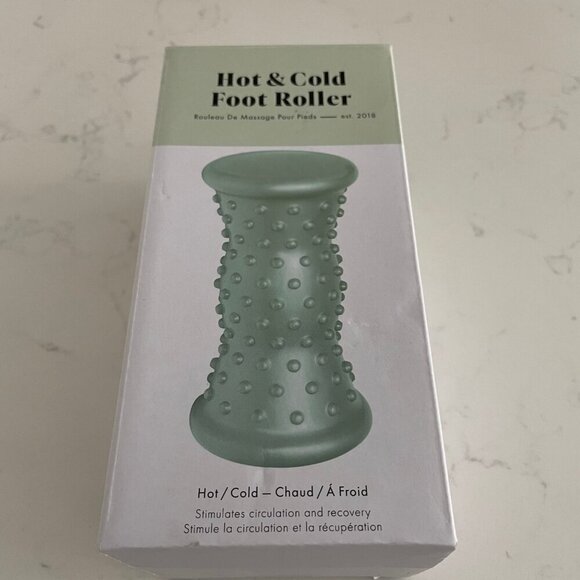 Hot & Cold
Foot Roller
Rouleau De Massage Pour Pieds — est. 2018
Hot / Cold – Chaud / Á Froid
Stimulates circulation and recovery
Stimule la circulation et la récupération